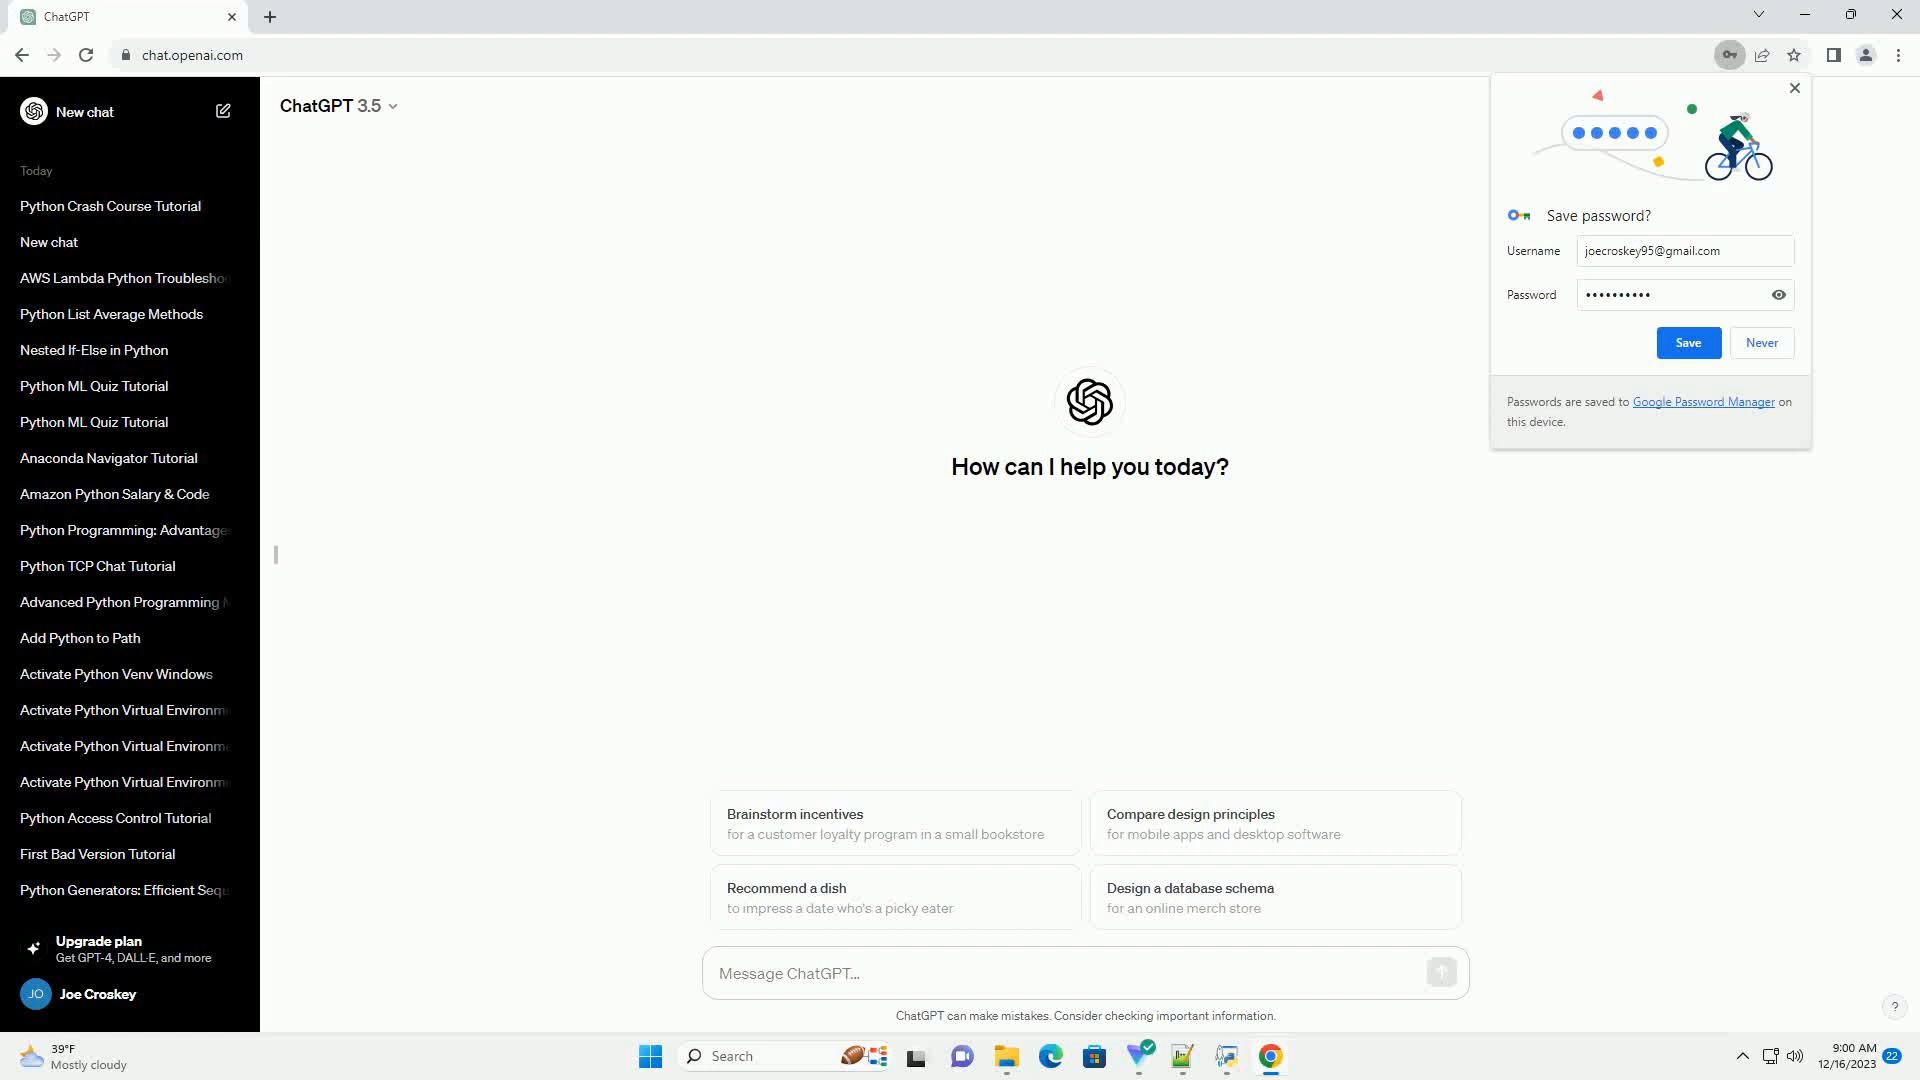 ChatGPT
chat.openai.com
New chat
Today
Python Crash Course Tutorial
New chat
AWS Lambda Python Troublesho
Python List Average Methods
Nested If-Else in Python
Python ML Quiz Tutorial
Python ML Quiz Tutorial
Anaconda Navigator Tutorial
Amazon Python Salary & Code
Python Programming: Advantage
Python TCP Chat Tutorial
Advanced Python Programming
Add Python to Path
Activate Python Venv Windows
Activate Python Virtual Environm
Activate Python Virtual Environm
Activate Python Virtual Environm
Python Access Control Tutorial
First Bad Version Tutorial
Python Generators: Efficient Sequ
Upgrade plan
Get GPT-4, DALL·E, and more
JO Joe Croskey
ChatGPT 3.5
How can I help you today?
Brainstorm incentives
for a customer loyalty program in a small bookstore
Compare design principles
for mobile apps and desktop software
Recommend a dish
to impress a date who's a picky eater
Design a database schema
for an online merch store
Message ChatGPT...
ChatGPT can make mistakes. Consider checking important information.
?
Save password?
Username joecroskey95@gmail.com
Password ••••••••••
Save Never
Passwords are saved to Google Password Manager on
this device.
39°F
Mostly cloudy
Search
9:00 AM
12/16/2023
22